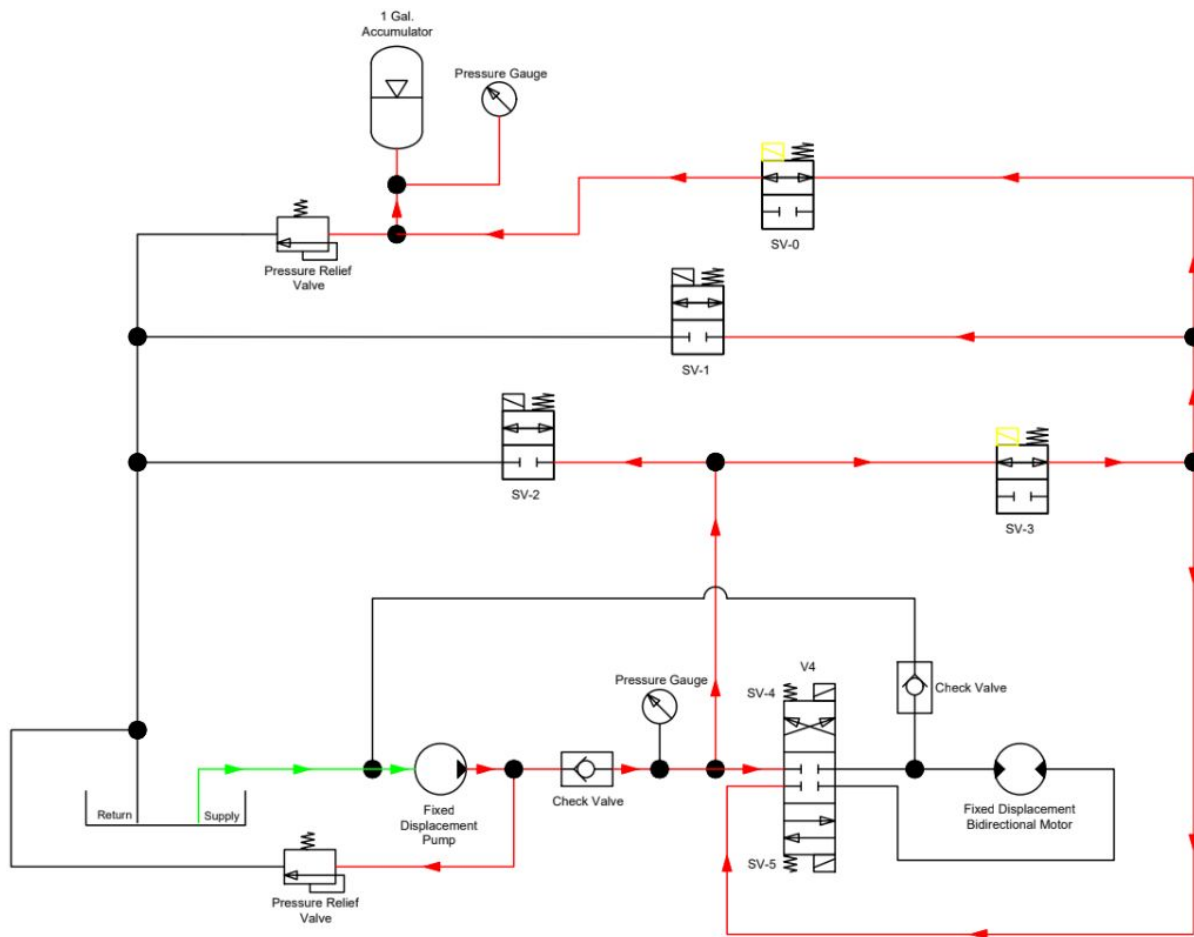 1 Gal.
Accumulator
Pressure Gauge
SV-0
Pressure Relief
Valve
SV-1
SV-2
SV-3
V4
Pressure Gauge
SV-4
Check Valve
Return
Supply
Fixed
Displacement
Pump
Check Valve
Fixed Displacement
Bidirectional Motor
SV-5
Pressure Relief
Valve